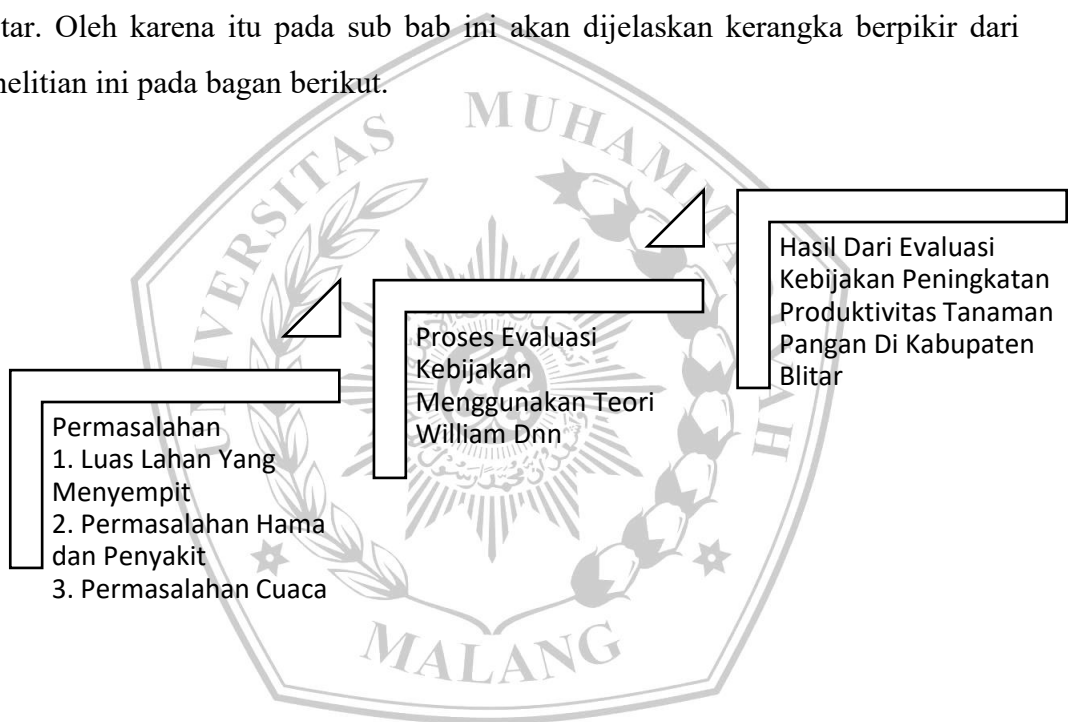 tar. Oleh karena itu pada sub bab ini akan dijelaskan kerangka berpikir dari
nelitian ini pada bagan berikut.
UNIVERSITAS MUHAMMADIYAH
MALANG
Permasalahan
1. Luas Lahan Yang
Menyempit
2. Permasalahan Hama
dan Penyakit
3. Permasalahan Cuaca
Proses Evaluasi
Kebijakan
Menggunakan Teori
William Dnn
Hasil Dari Evaluasi
Kebijakan Peningkatan
Produktivitas Tanaman
Pangan Di Kabupaten
Blitar